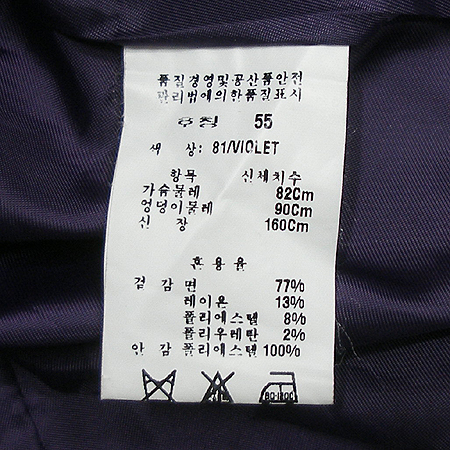 품질경영및공산품안전
관리법에의한품질표시
호칭 55
색 상: 81/VIOLET
항목 신체치수
가슴둘레 82Cm
엉덩이둘레 90Cm
신 장 160Cm
혼용율
겉감 면 77%
레이온 13%
폴리에스텔 8%
폴리우레탄 2%
안 감 폴리에스텔 100%